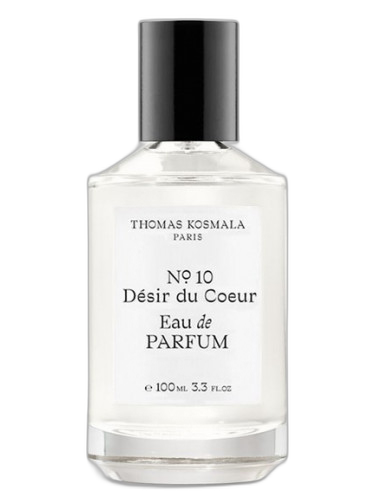 THOMAS KOSMALA
PARIS
Nº 10
Désir du Coeur
Eau de
PARFUM
℮ 100ML 3.3 FL.OZ